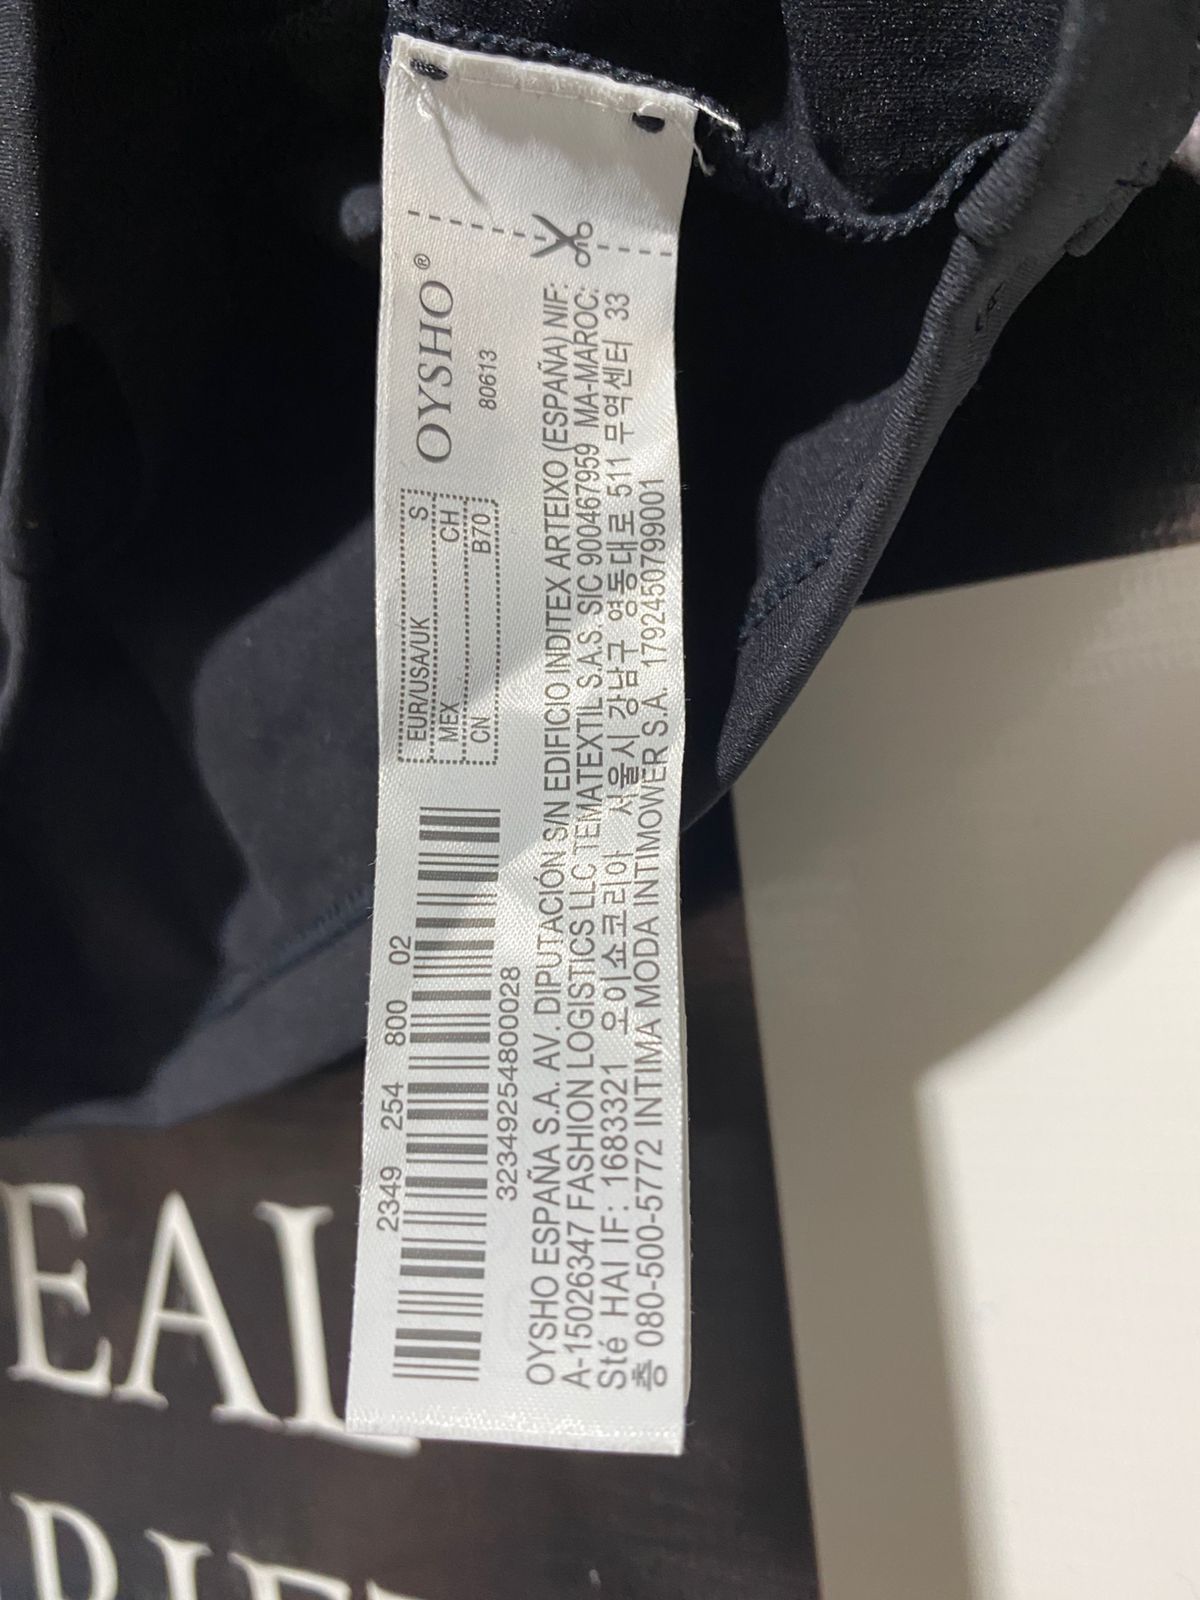 OYSHO®
80613
EUR/USA/UK S
MEX CH
CN B70
2349 254 800 02
32349254800028
OYSHO ESPAÑA S.A. AV. DIPUTACIÓN S/N EDIFICIO INDITEX ARTEIXO (ESPAÑA) NIF:
A-15026347 FASHION LOGISTICS LLC TEMATEXTIL S.A.S. SIC 900467959 MA-MAROC:
Sté HAI IF: 1683321 오이쇼코리아 서울시 강남구 영동대로 511 무역센터 33
층 080-500-5772 INTIMA MODA INTIMOWER S.A. 1792450799001
EAL